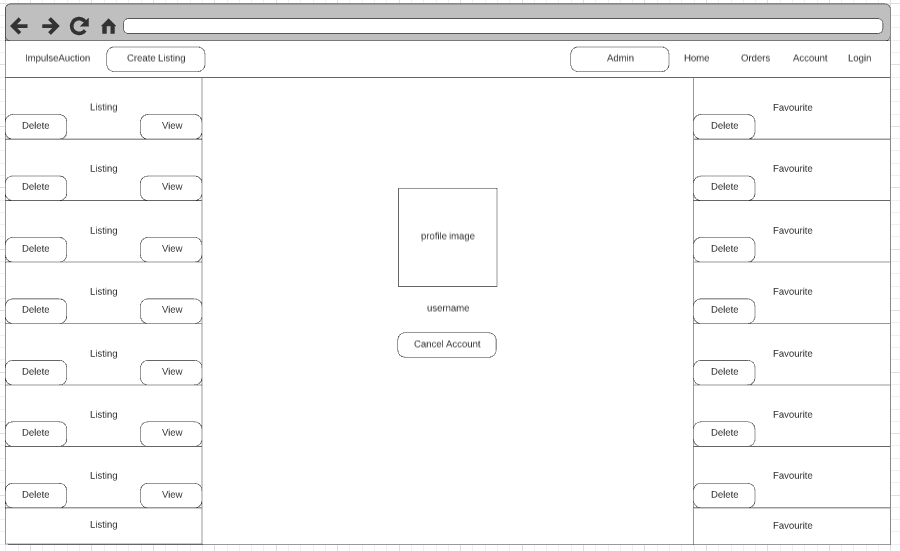 ImpulseAuction Create Listing Admin Home Orders Account Login
Listing
Delete View
Listing
Delete View
Listing
Delete View
Listing
Delete View
Listing
Delete View
Listing
Delete View
Listing
Delete View
Listing
profile image
username
Cancel Account
Favourite
Delete
Favourite
Delete
Favourite
Delete
Favourite
Delete
Favourite
Delete
Favourite
Delete
Favourite
Delete
Favourite